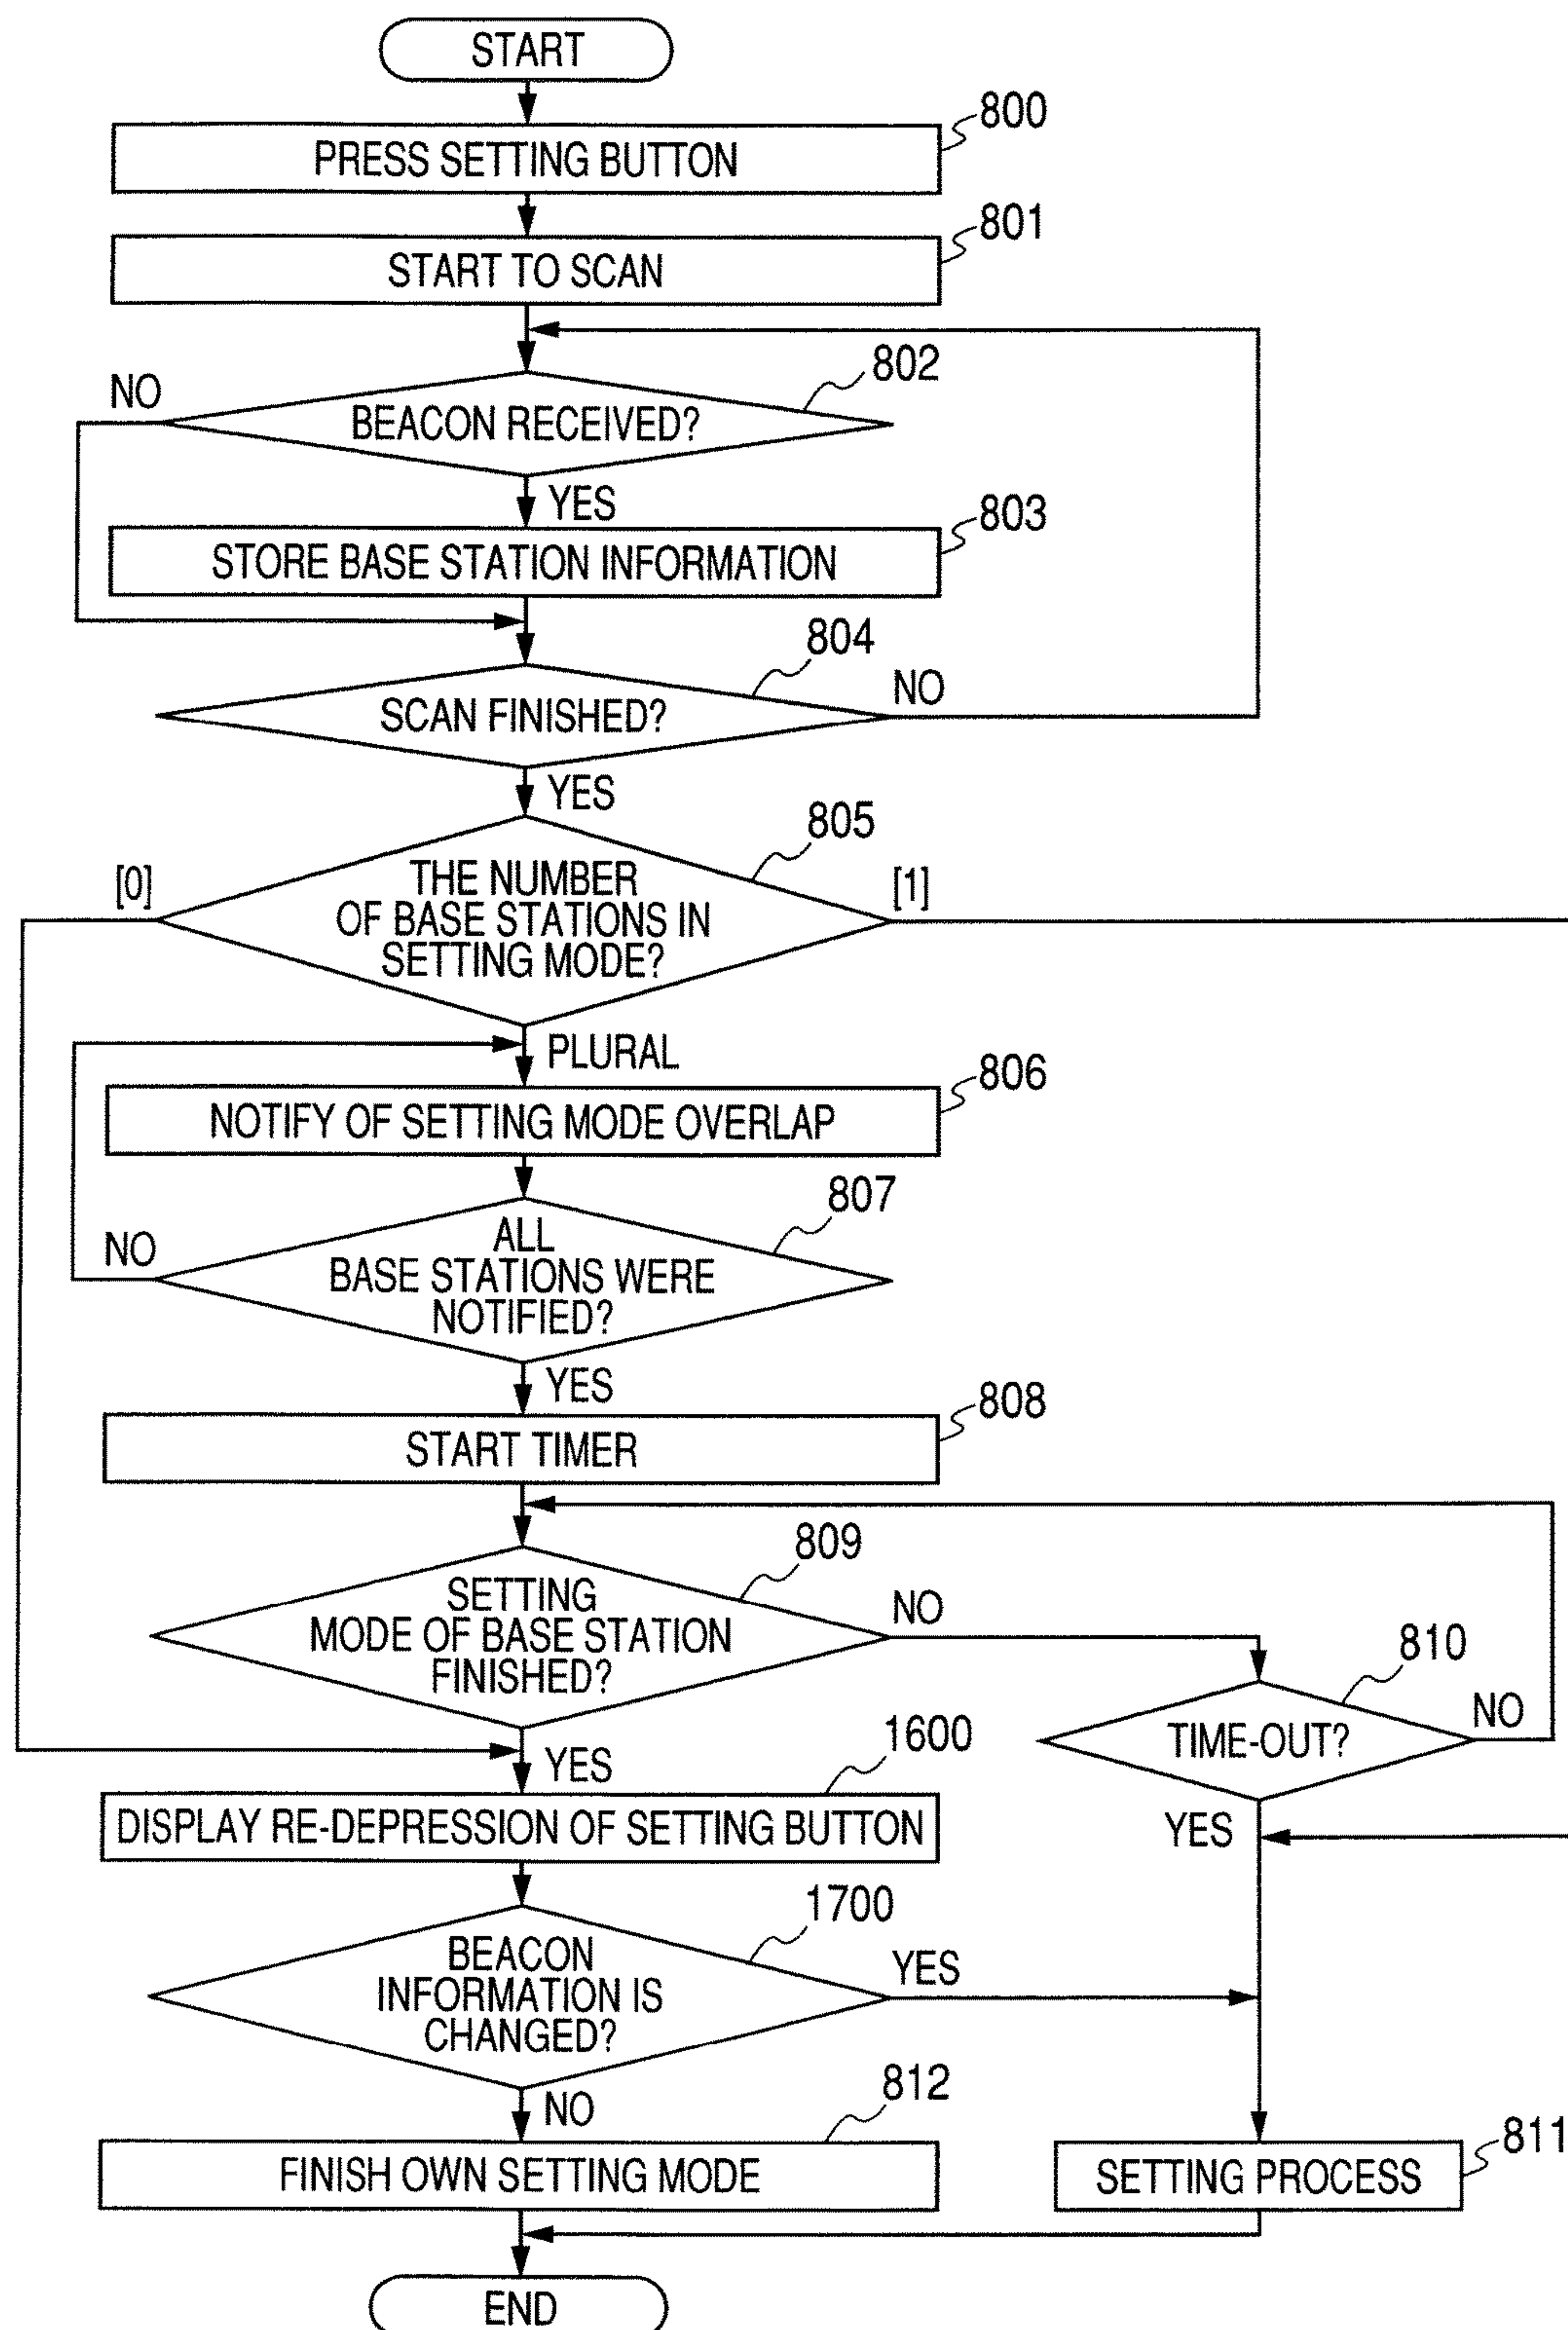 START
800
PRESS SETTING BUTTON
801
START TO SCAN
802
NO
BEACON RECEIVED?
YES
803
STORE BASE STATION INFORMATION
804
NO
SCAN FINISHED?
YES
805
[0]
[1]
THE NUMBER
OF BASE STATIONS IN
SETTING MODE?
PLURAL
806
NOTIFY OF SETTING MODE OVERLAP
807
NO
ALL
BASE STATIONS WERE
NOTIFIED?
YES
808
START TIMER
809
SETTING
MODE OF BASE STATION
FINISHED?
NO
810
TIME-OUT?
NO
YES
1600
YES
DISPLAY RE-DEPRESSION OF SETTING BUTTON
1700
BEACON
INFORMATION IS
CHANGED?
YES
NO
812
FINISH OWN SETTING MODE
811
SETTING PROCESS
END